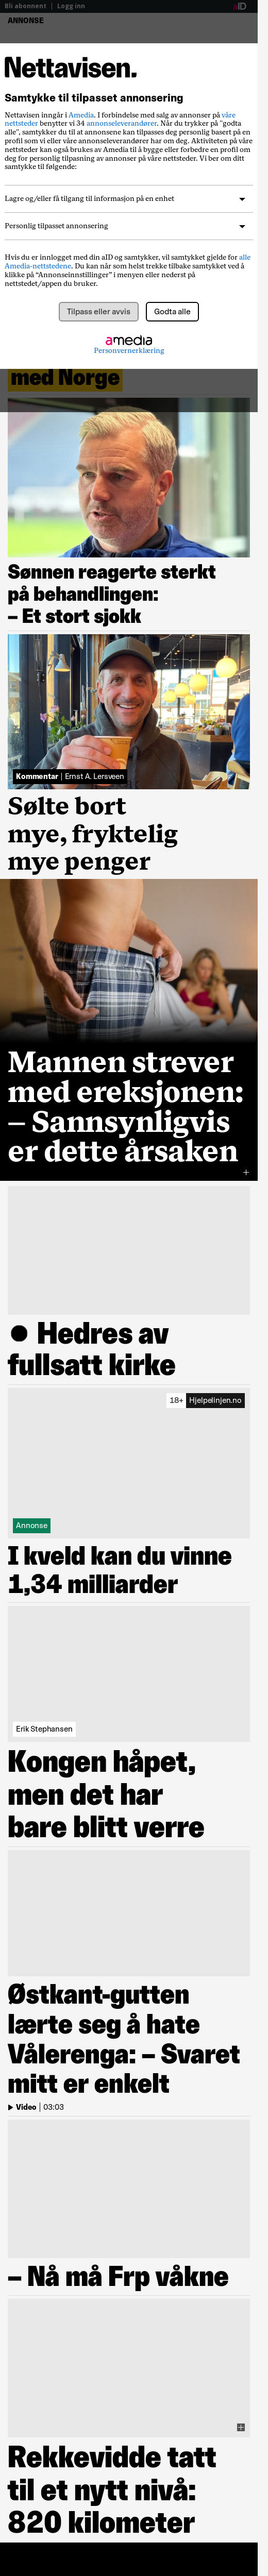 Bli abonnent | Logg inn
aID
ANNONSE
Nettavisen.
Samtykke til tilpasset annonsering
Nettavisen inngår i Amedia. I forbindelse med salg av annonser på våre
nettsteder benytter vi 34 annonseleverandører. Når du trykker på "godta
alle", samtykker du til at annonsene kan tilpasses deg personlig basert på en
profil som vi eller våre annonseleverandører har om deg. Aktiviteten på våre
nettsteder kan også brukes av Amedia til å bygge eller forbedre en profil om
deg for personlig tilpasning av annonser på våre nettsteder. Vi ber om ditt
samtykke til følgende:
Lagre og/eller få tilgang til informasjon på en enhet
Personlig tilpasset annonsering
Hvis du er innlogget med din aID og samtykker, vil samtykket gjelde for alle
Amedia-nettstedene. Du kan når som helst trekke tilbake samtykket ved å
klikke på “Annonseinnstillinger” i menyen eller nederst på
nettstedet/appen du bruker.
Tilpass eller avvis
Godta alle
amedia
Personvernerklæring
med Norge
Sønnen reagerte sterkt
på behandlingen:
– Et stort sjokk
Kommentar | Ernst A. Lersveen
Sølte bort
mye, fryktelig
mye penger
Mannen strever
med ereksjonen:
– Sannsynligvis
er dette årsaken
+
Hedres av
fullsatt kirke
18+ Hjelpelinjen.no
Annonse
I kveld kan du vinne
1,34 milliarder
Erik Stephansen
Kongen håpet,
men det har
bare blitt verre
Østkant-gutten
lærte seg å hate
Vålerenga: – Svaret
mitt er enkelt
Video | 03:03
– Nå må Frp våkne
Rekkevidde tatt
til et nytt nivå:
820 kilometer